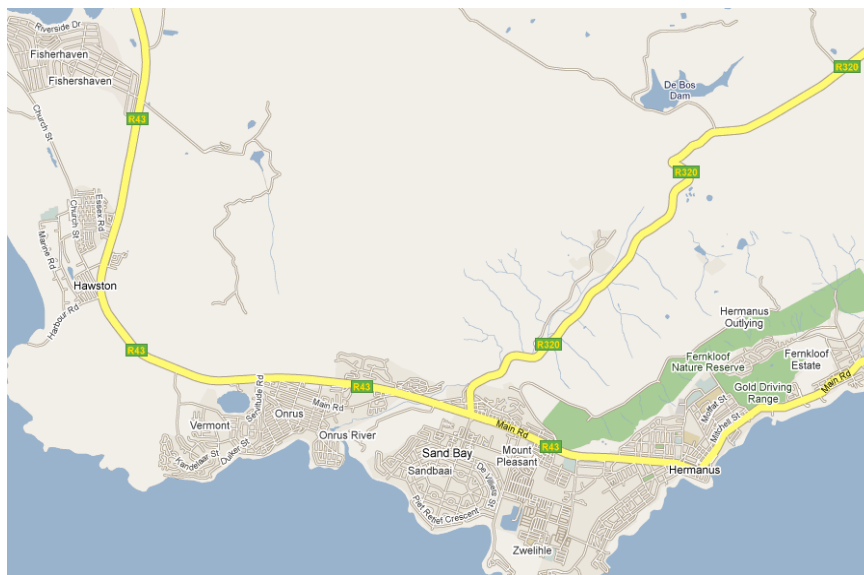 Riverside Dr
Fisherhaven
Fishershaven
R43
Church St
Essex Rd
Church St
Marine Rd
Hawston
Harbour Rd
R43
De Bos
Dam
R320
R320
R320
Hermanus
Outlying
Fernkloof
Nature Reserve
Fernkloof
Estate
Gold Driving
Range
Main Rd
Moffat St
Mitchell St
R43
Servitude Rd
Main Rd
Onrus
Vermont
Duiker St
Kandelaar St
Onrus River
Main Rd
R43
Sand Bay
Sandbaai
De Villiers St
Piet Retief Crescent
Mount
Pleasant
Hermanus
Zwelihle